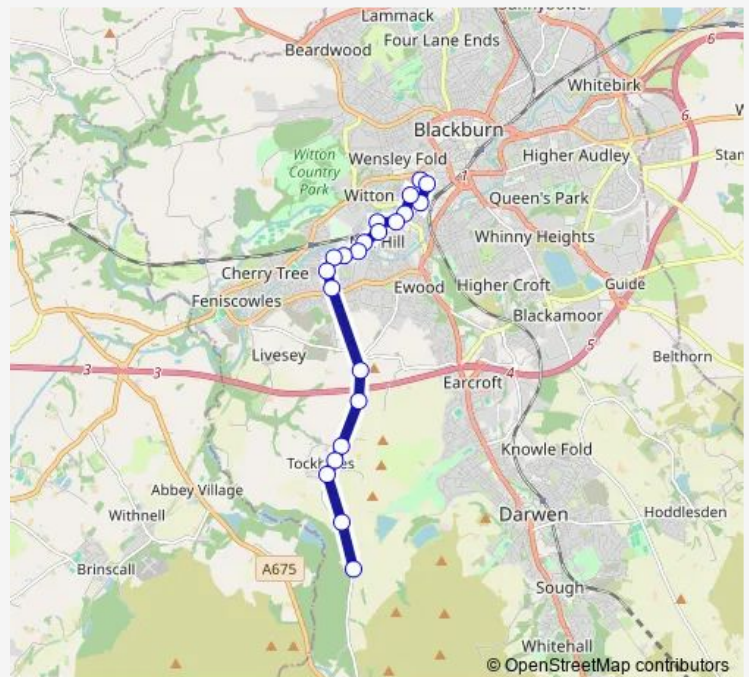 Lammack
Four Lane Ends
Beardwood
6
Whitebirk
Blackburn
6
Wensley Fold
Higher Audley
Stan
Witton Country Park
1
Witton
Queen's Park
Hill
Whinny Heights
Cherry Tree
Ewood
Higher Croft
Guide
Feniscowles
Blackamoor
Livesey
5
Belthorn
3
3
4
Earcroft
Knowle Fold
Abbey Village
Hoddlesden
Withnell
Darwen
A675
Brinscall
Sough
Whitehall
© OpenStreetMap contributors